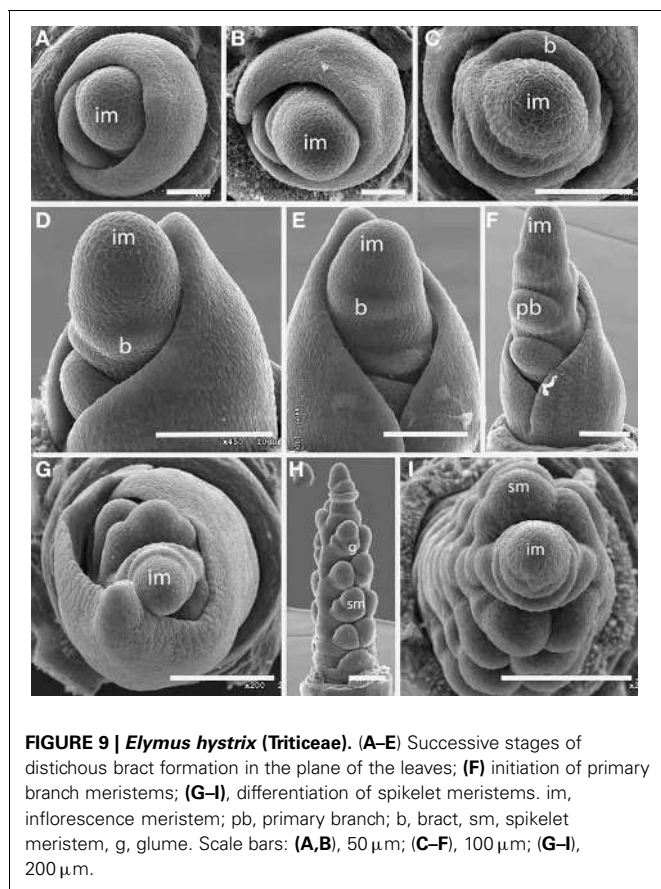 A
im
B
im
C
b
im
D
im
b
E
im
b
F
im
pb
x450
G
im
x200
H
g
sm
I
sm
im
FIGURE 9 | Elymus hystrix (Triticeae). (A–E) Successive stages of
distichous bract formation in the plane of the leaves; (F) initiation of primary
branch meristems; (G–I), differentiation of spikelet meristems. im,
inflorescence meristem; pb, primary branch; b, bract, sm, spikelet
meristem, g, glume. Scale bars: (A,B), 50 µm; (C–F), 100 µm; (G–I),
200 µm.